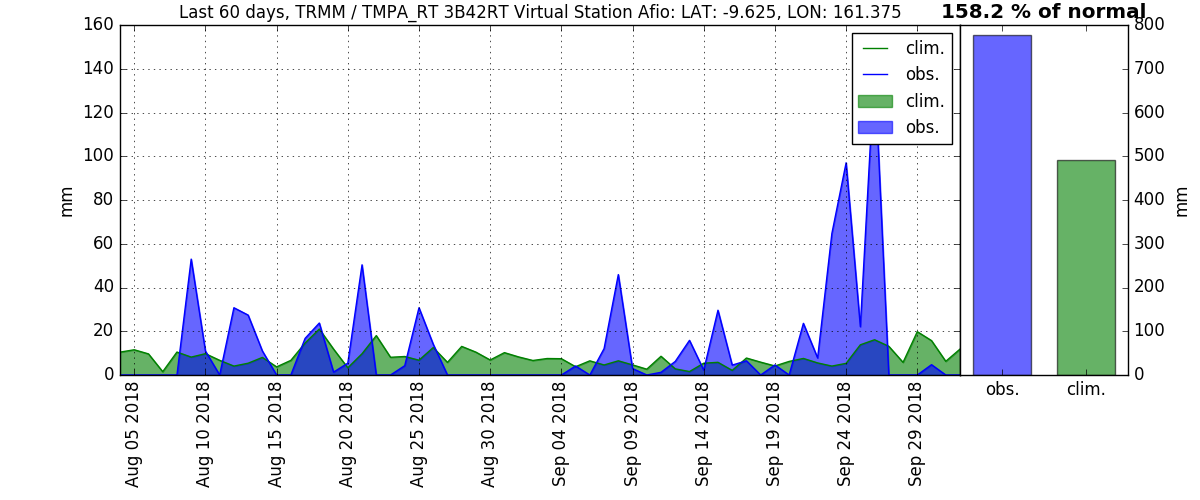 Last 60 days, TRMM / TMPA_RT 3B42RT Virtual Station Afio: LAT: -9.625, LON: 161.375
158.2 % of normal
160
140
120
100
80
60
40
20
0
mm
clim.
obs.
clim.
obs.
800
700
600
500
400
300
200
100
0
mm
Aug 05 2018
Aug 10 2018
Aug 15 2018
Aug 20 2018
Aug 25 2018
Aug 30 2018
Sep 04 2018
Sep 09 2018
Sep 14 2018
Sep 19 2018
Sep 24 2018
Sep 29 2018
obs.
clim.